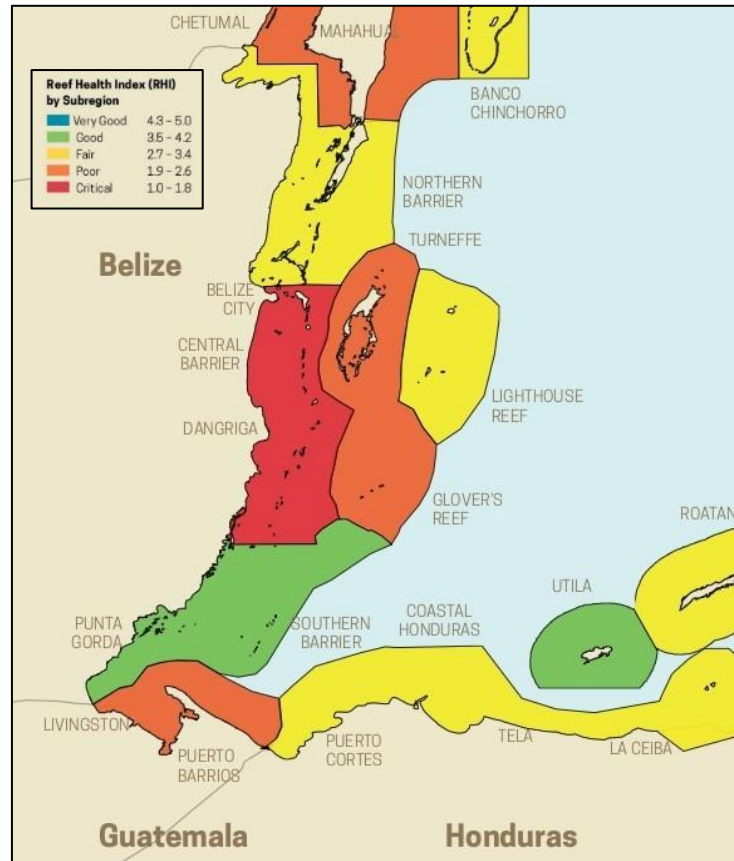 CHETUMAL
MAHAHUAL
Reef Health Index (RHI)
by Subregion
Very Good 4.3 – 5.0
Good 3.5 – 4.2
Fair 2.7 – 3.4
Poor 1.9 – 2.6
Critical 1.0 – 1.8
BANCO
CHINCHORRO
NORTHERN
BARRIER
TURNEFFE
Belize
BELIZE
CITY
CENTRAL
BARRIER
LIGHTHOUSE
REEF
DANGRIGA
GLOVER'S
REEF
ROATAN
UTILA
PUNTA
GORDA
SOUTHERN
BARRIER
COASTAL
HONDURAS
LIVINGSTON
PUERTO
BARRIOS
PUERTO
CORTES
TELA
LA CEIBA
Guatemala
Honduras